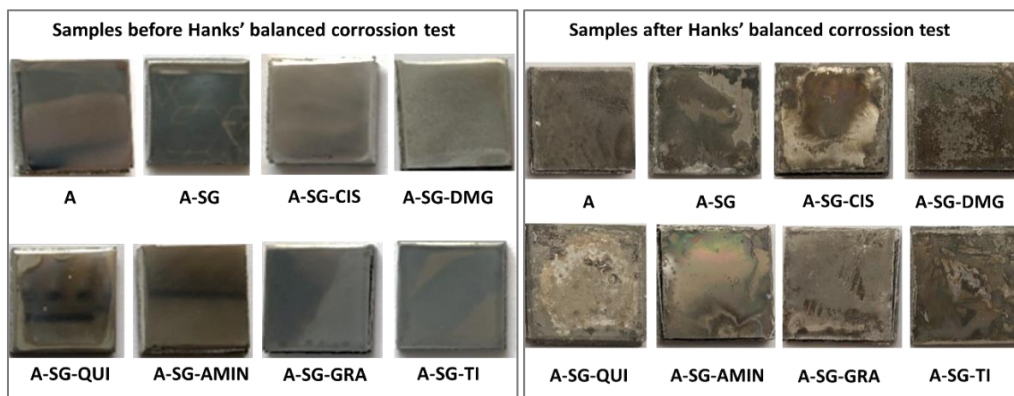 Samples before Hanks' balanced corrossion test
A A-SG A-SG-CIS A-SG-DMG
A-SG-QUI A-SG-AMIN A-SG-GRA A-SG-TI
Samples after Hanks' balanced corrossion test
A A-SG A-SG-CIS A-SG-DMG
A-SG-QUI A-SG-AMIN A-SG-GRA A-SG-TI